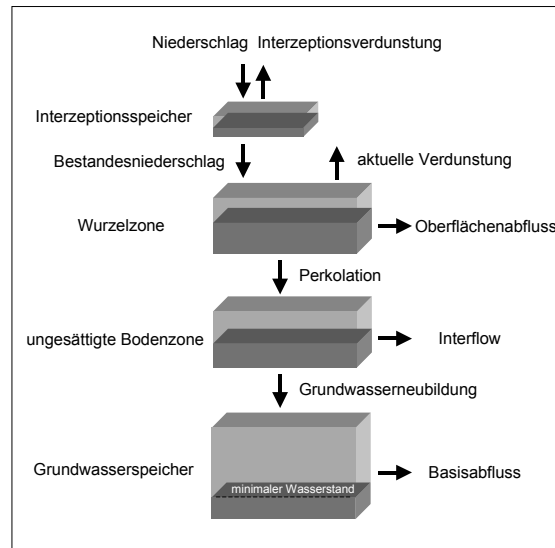 Niederschlag Interzeptionsverdunstung
Interzeptionsspeicher
Bestandesniederschlag
aktuelle Verdunstung
Wurzelzone
Oberflächenabfluss
Perkolation
ungesättigte Bodenzone
Interflow
Grundwasserneubildung
Grundwasserspeicher
minimaler Wasserstand
Basisabfluss